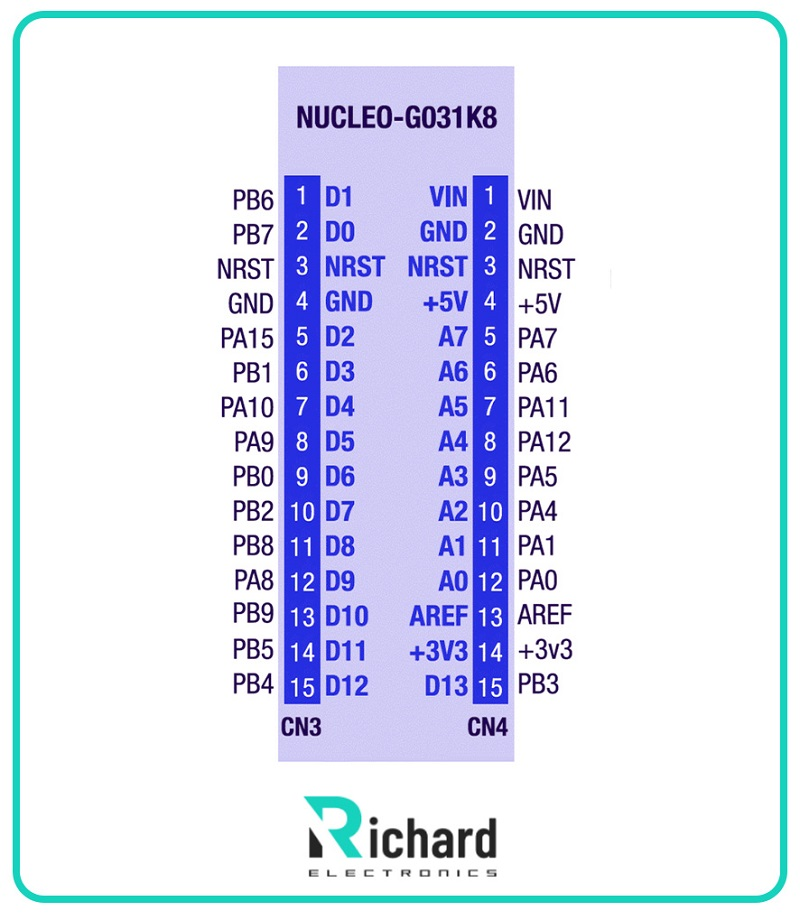 NUCLEO-G031K8
PB6 1 D1 VIN 1 VIN
PB7 2 D0 GND 2 GND
NRST 3 NRST NRST 3 NRST
GND 4 GND +5V 4 +5V
PA15 5 D2 A7 5 PA7
PB1 6 D3 A6 6 PA6
PA10 7 D4 A5 7 PA11
PA9 8 D5 A4 8 PA12
PB0 9 D6 A3 9 PA5
PB2 10 D7 A2 10 PA4
PB8 11 D8 A1 11 PA1
PA8 12 D9 A0 12 PA0
PB9 13 D10 AREF 13 AREF
PB5 14 D11 +3V3 14 +3v3
PB4 15 D12 D13 15 PB3
CN3 CN4
Richard
ELECTRONICS